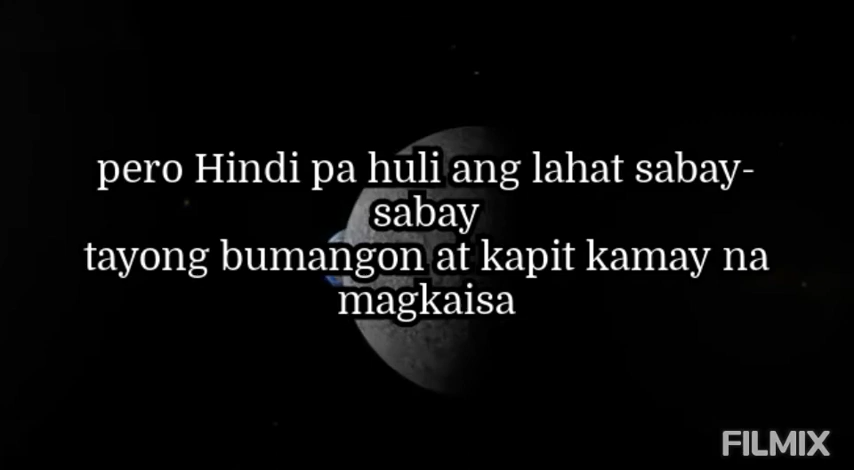 pero Hindi pa huli ang lahat sabay-
sabay
tayong bumangon at kapit kamay na
magkaisa
FILMIX